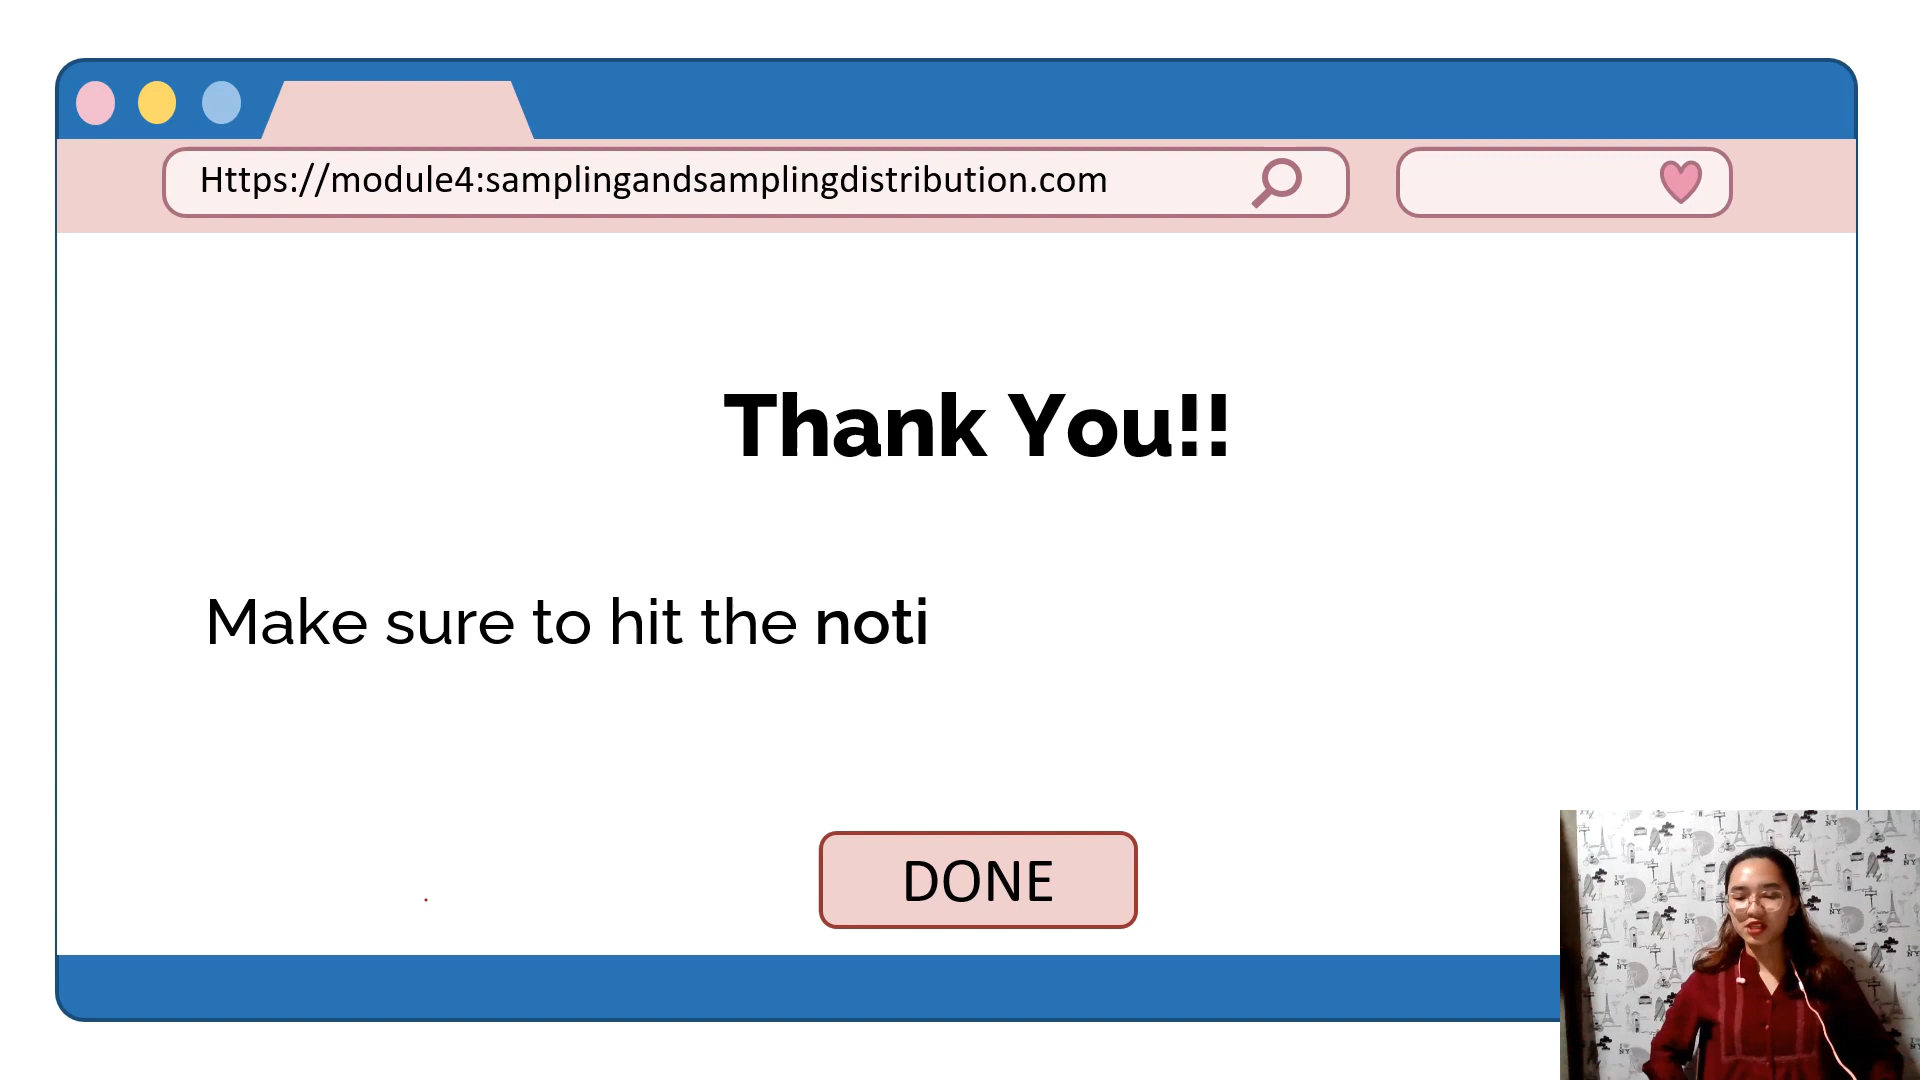 Https://module4:samplingandsamplingdistribution.com
Thank You!!
Make sure to hit the noti
DONE